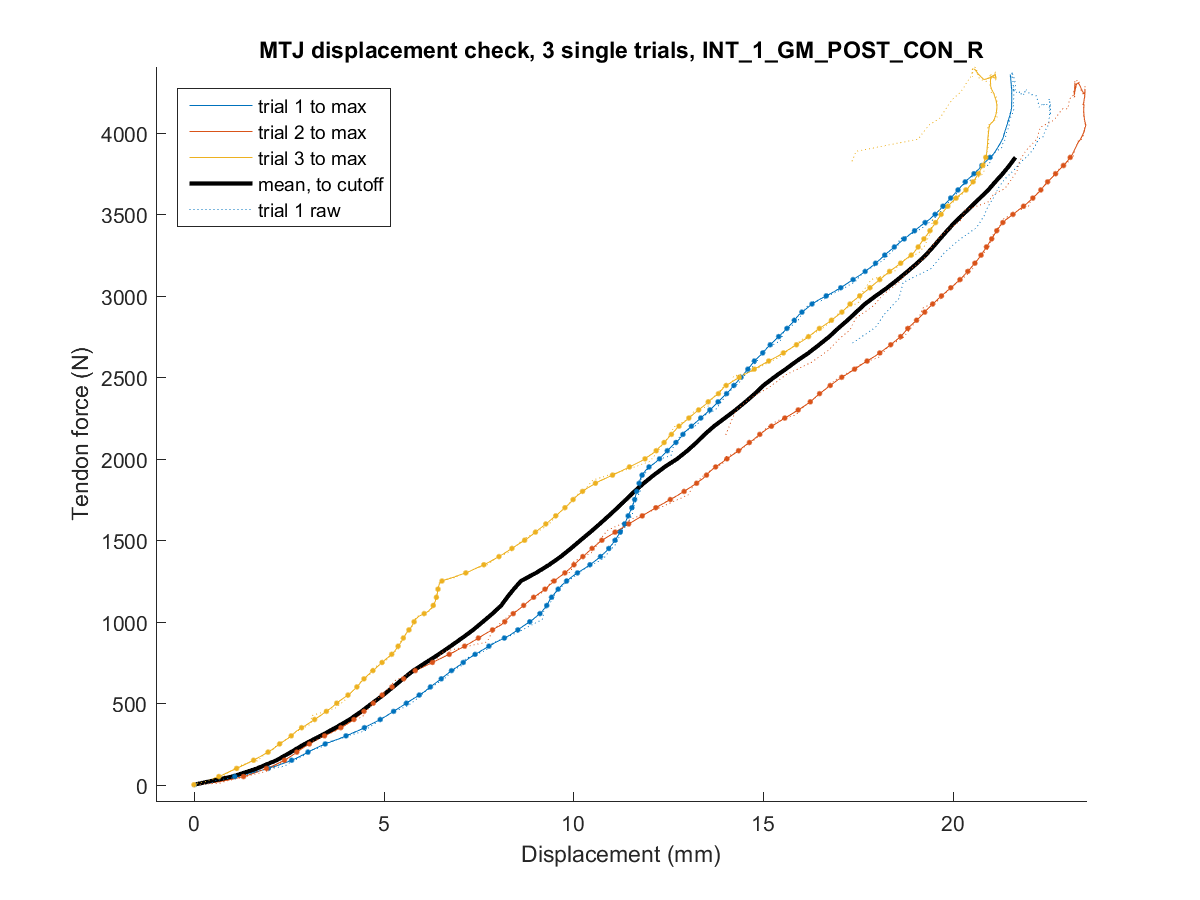 MTJ displacement check, 3 single trials, INT_1_GM_POST_CON_R
trial 1 to max
trial 2 to max
trial 3 to max
mean, to cutoff
trial 1 raw
Tendon force (N)
4000
3500
3000
2500
2000
1500
1000
500
0
0 5 10 15 20
Displacement (mm)